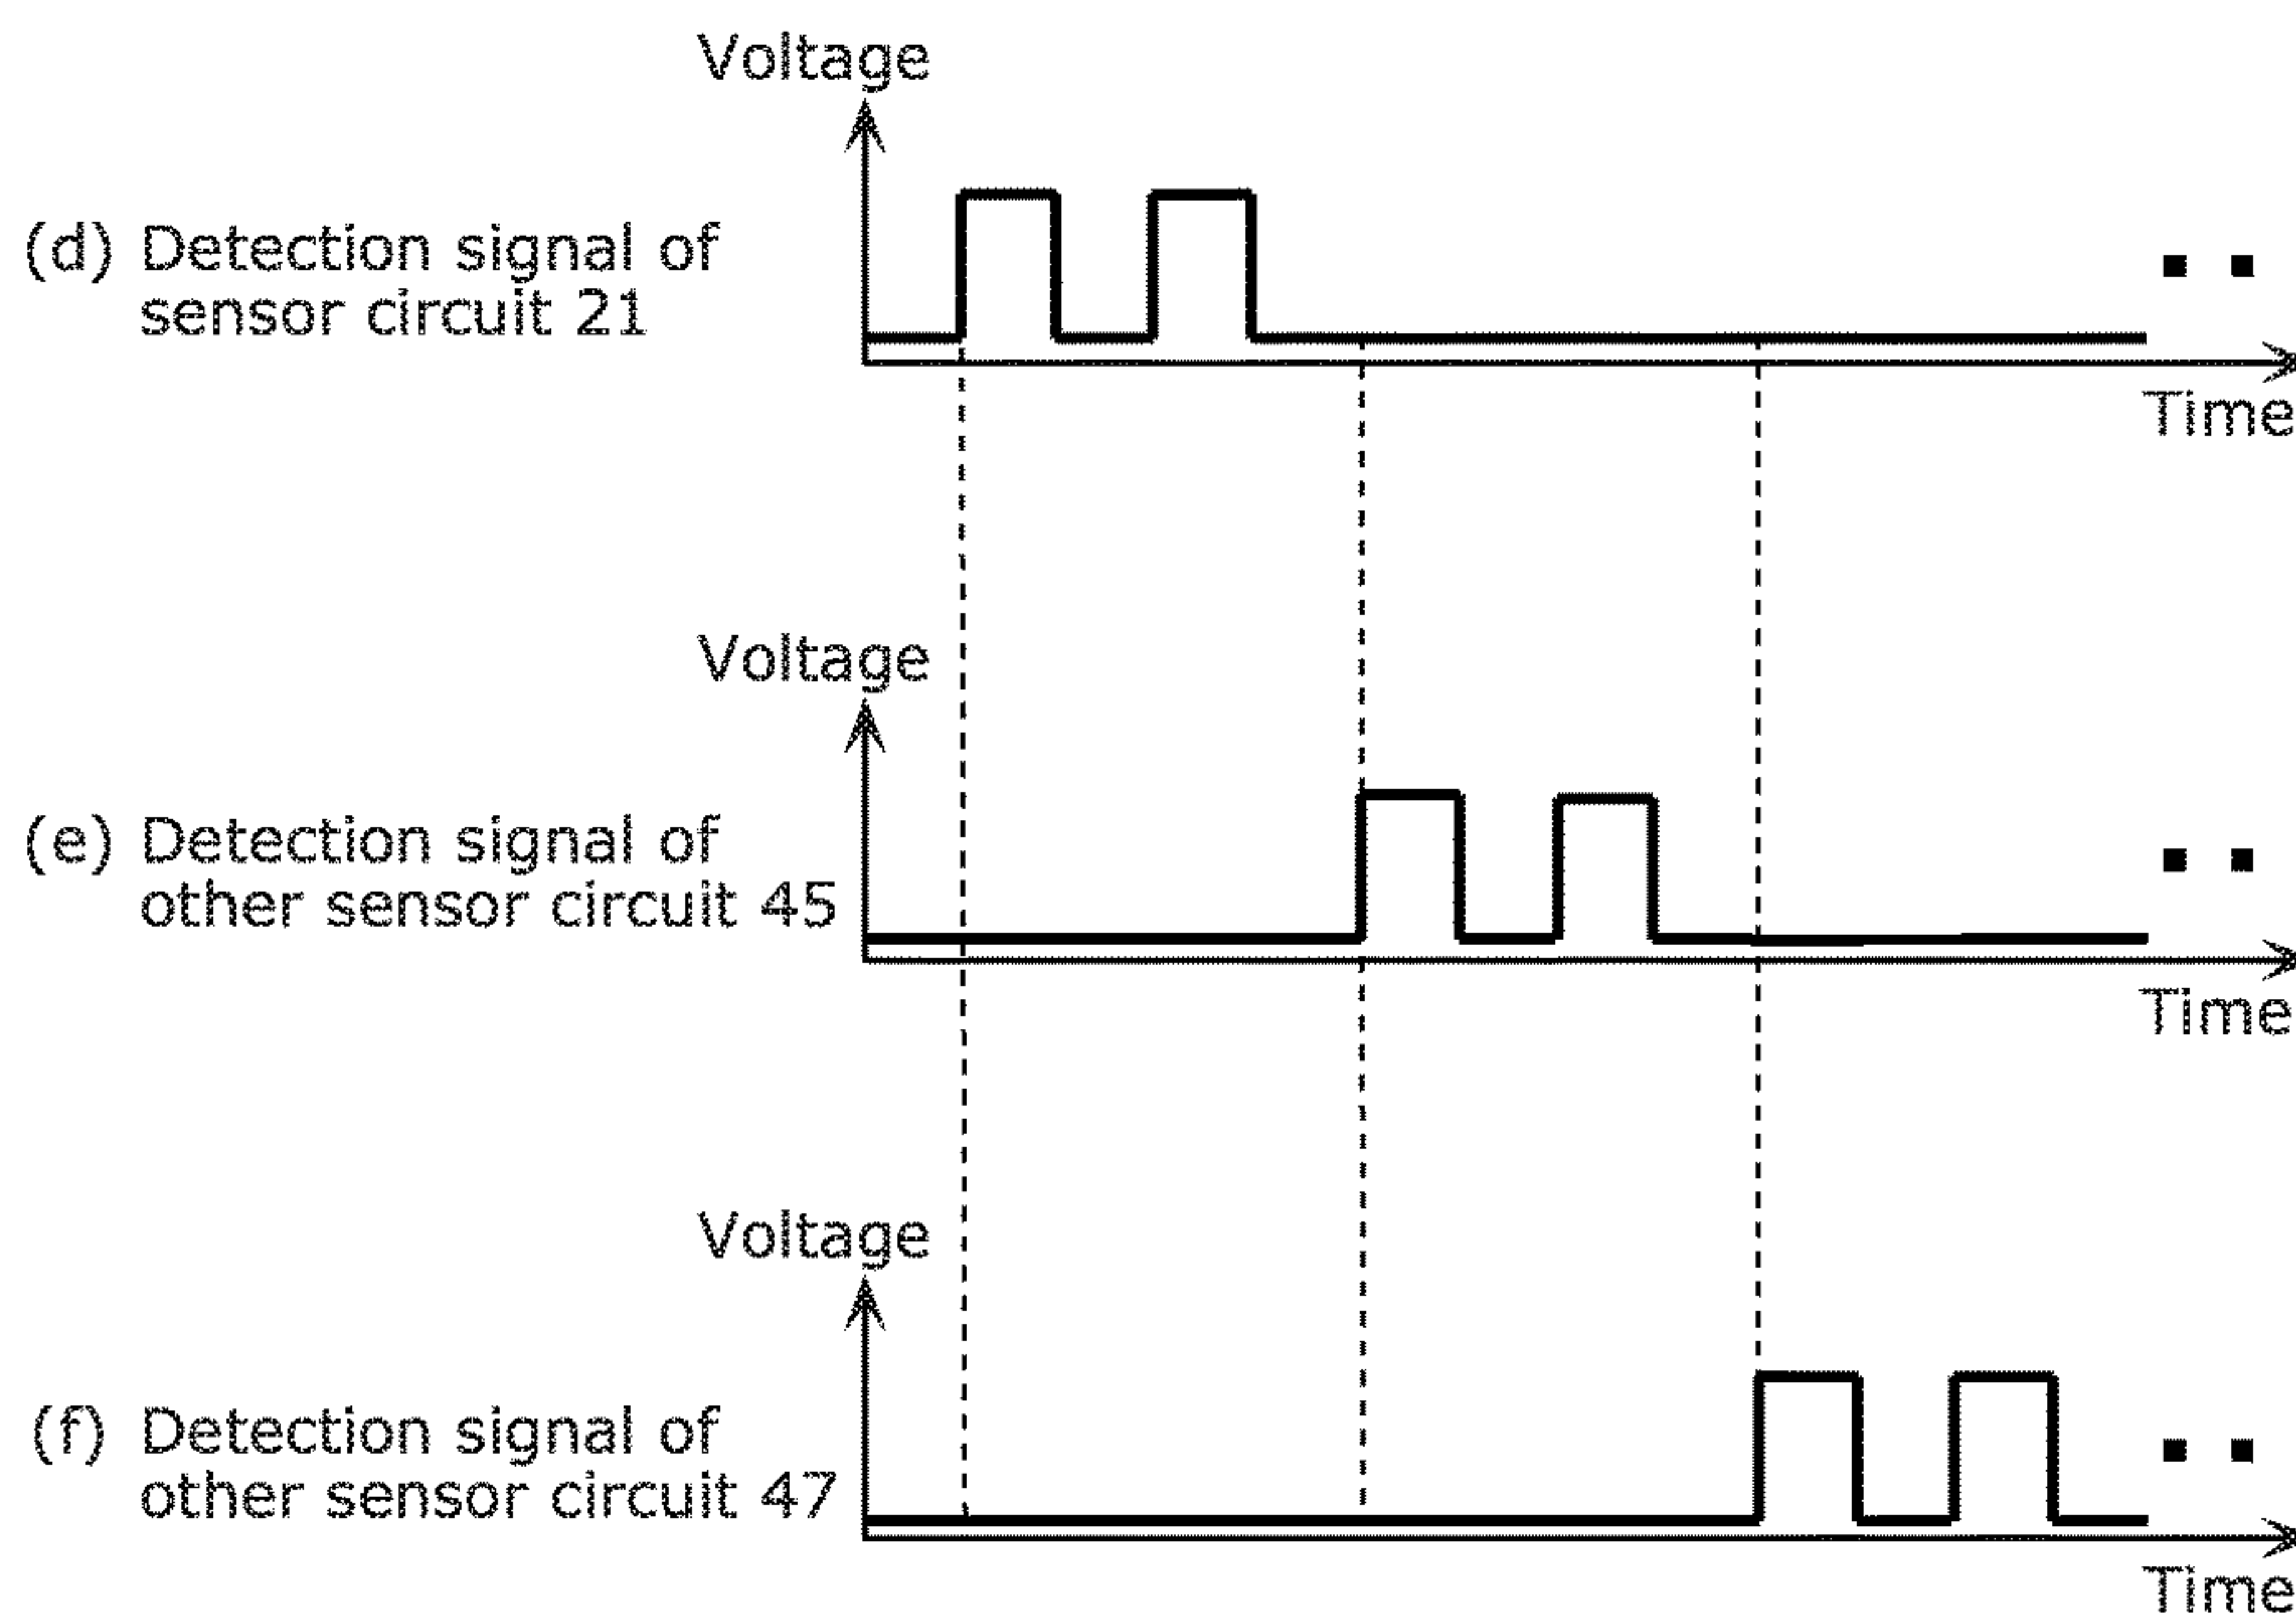 Voltage
(d) Detection signal of
sensor circuit 21
Time
Voltage
(e) Detection signal of
other sensor circuit 45
Time
Voltage
(f) Detection signal of
other sensor circuit 47
Time